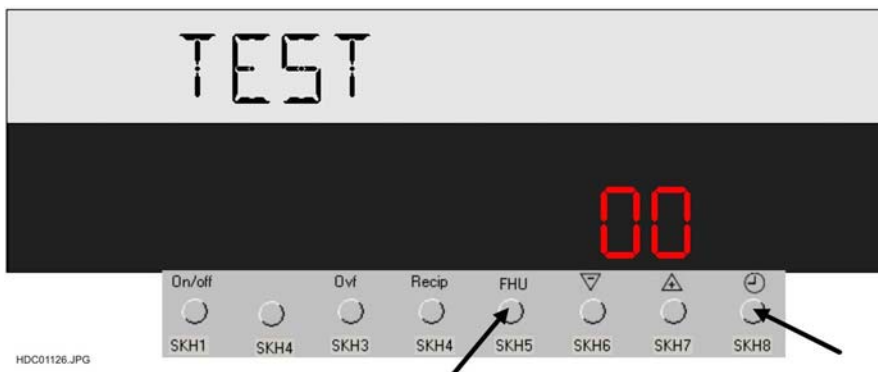 TEST
00
On/off Ovf Recip FHU - +
SKH1 SKH4 SKH3 SKH4 SKH5 SKH6 SKH7 SKH8
HDC01126.JPG